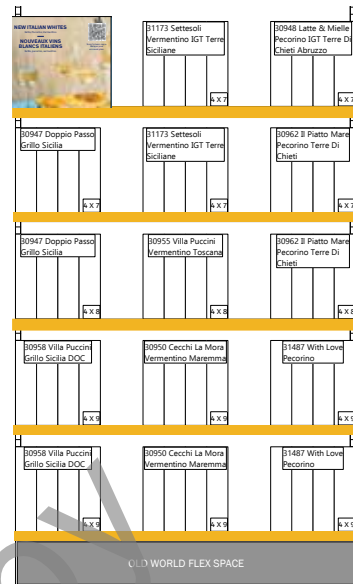 NEW ITALIAN WHITES
NOUVEAUX VINS
BLANCS ITALIENS
31173 Settesoli
Vermentino IGT Terre
Siciliane
4 X 7
30948 Latte & Mielle
Pecorino IGT Terre Di
Chieti Abruzzo
4 X 7
30947 Doppio Passo
Grillo Sicilia
4 X 7
31173 Settesoli
Vermentino IGT Terre
Siciliane
4 X 7
30962 Il Piatto Mare
Pecorino Terre Di
Chieti
4 X 7
30947 Doppio Passo
Grillo Sicilia
4 X 8
30955 Villa Puccini
Vermentino Toscana
4 X 8
30962 Il Piatto Mare
Pecorino Terre Di
Chieti
4 X 8
30958 Villa Puccini
Grillo Sicilia DOC
4 X 9
30950 Cecchi La Mora
Vermentino Maremma
4 X 9
31487 With Love
Pecorino
4 X 9
30958 Villa Puccini
Grillo Sicilia DOC
4 X 9
30950 Cecchi La Mora
Vermentino Maremma
4 X 9
31487 With Love
Pecorino
4 X 9
OLD WORLD FLEX SPACE